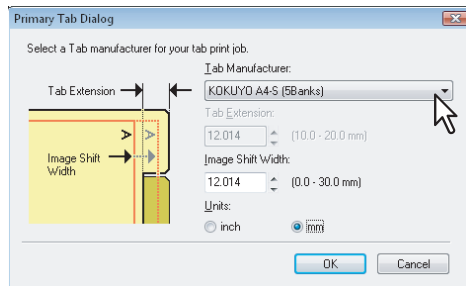 Primary Tab Dialog
Select a Tab manufacturer for your tab print job.
Tab Manufacturer:
KOKUYO A4-S (5Banks)
Tab Extension:
12.014 (10.0 - 20.0 mm)
Image Shift Width:
12.014 (0.0 - 30.0 mm)
Units:
inch mm
Tab Extension
A A
Image Shift
Width
OK Cancel